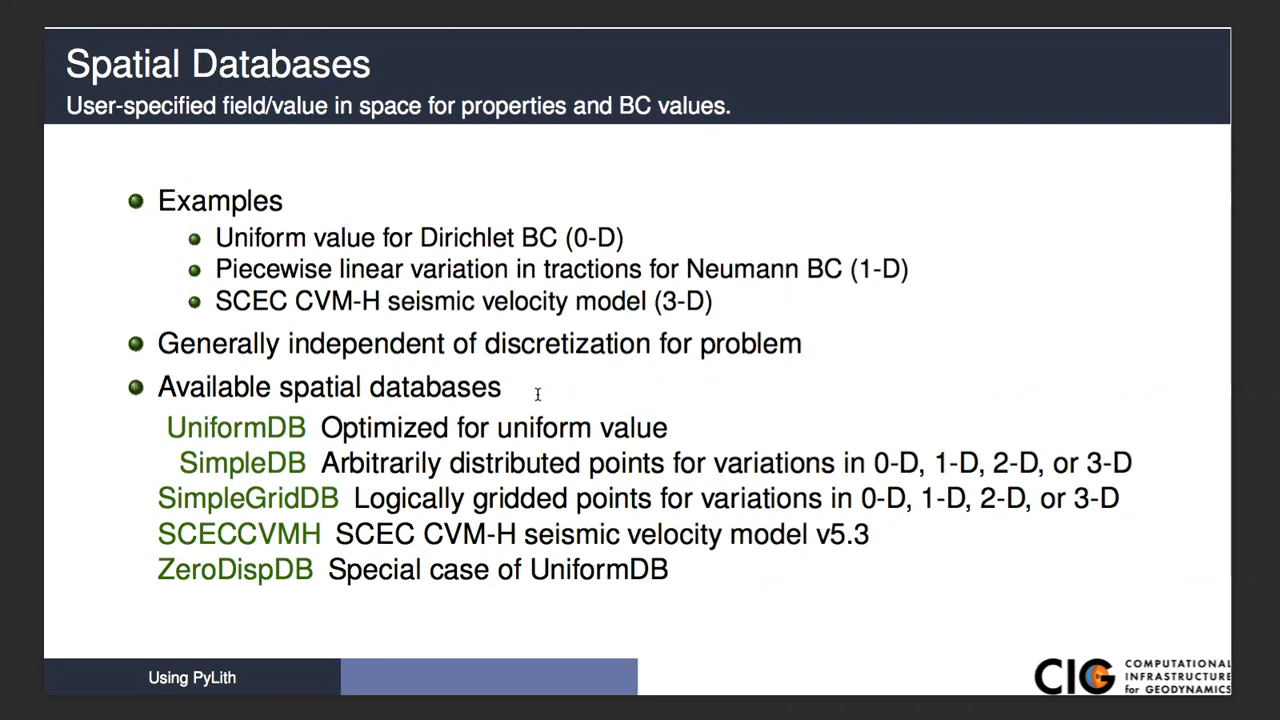 Spatial Databases
User-specified field/value in space for properties and BC values.
Examples
Uniform value for Dirichlet BC (0-D)
Piecewise linear variation in tractions for Neumann BC (1-D)
SCEC CVM-H seismic velocity model (3-D)
Generally independent of discretization for problem
Available spatial databases
UniformDB Optimized for uniform value
SimpleDB Arbitrarily distributed points for variations in 0-D, 1-D, 2-D, or 3-D
SimpleGridDB Logically gridded points for variations in 0-D, 1-D, 2-D, or 3-D
SCECCVMH SCEC CVM-H seismic velocity model v5.3
ZeroDispDB Special case of UniformDB
Using PyLith
CIG COMPUTATIONAL
INFRASTRUCTURE
for GEODYNAMICS